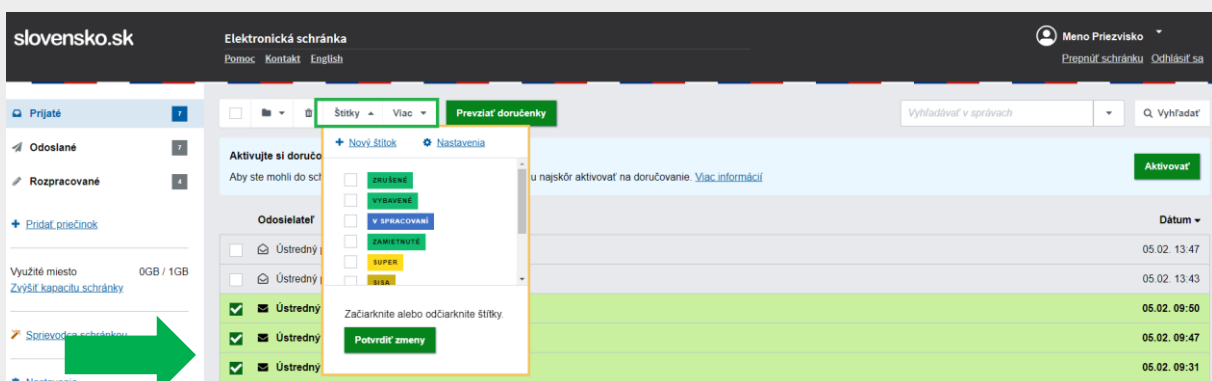 slovensko.sk
Elektronická schránka
Pomoc Kontakt English
Meno Priezvisko
Prepnúť schránku Odhlásiť sa
Prijaté 7
Odoslané 7
Rozpracované 4
Pridať priečinok
Využité miesto 0GB / 1GB
Zvýšiť kapacitu schránky
Sprievodca schránkou
Nastavenia
Štítky Viac Prevziať doručenky
Vyhľadávať v správach Vyhľadať
Nový štítok Nastavenia
ZRUŠENÉ
VYBAVENÉ
V SPRACOVANÍ
ZAMIETNUTÉ
SUPER
SISA
Začiarknite alebo odčiarknite štítky.
Potvrdiť zmeny
Aktivujte si doručo
Aby ste mohli do sc u najskôr aktivovať na doručovanie. Viac informácií
Aktivovať
Odosielateľ Dátum
Ústredný 05.02. 13:47
Ústredný 05.02. 13:43
Ústredný 05.02. 09:50
Ústredný 05.02. 09:47
Ústredný 05.02. 09:31